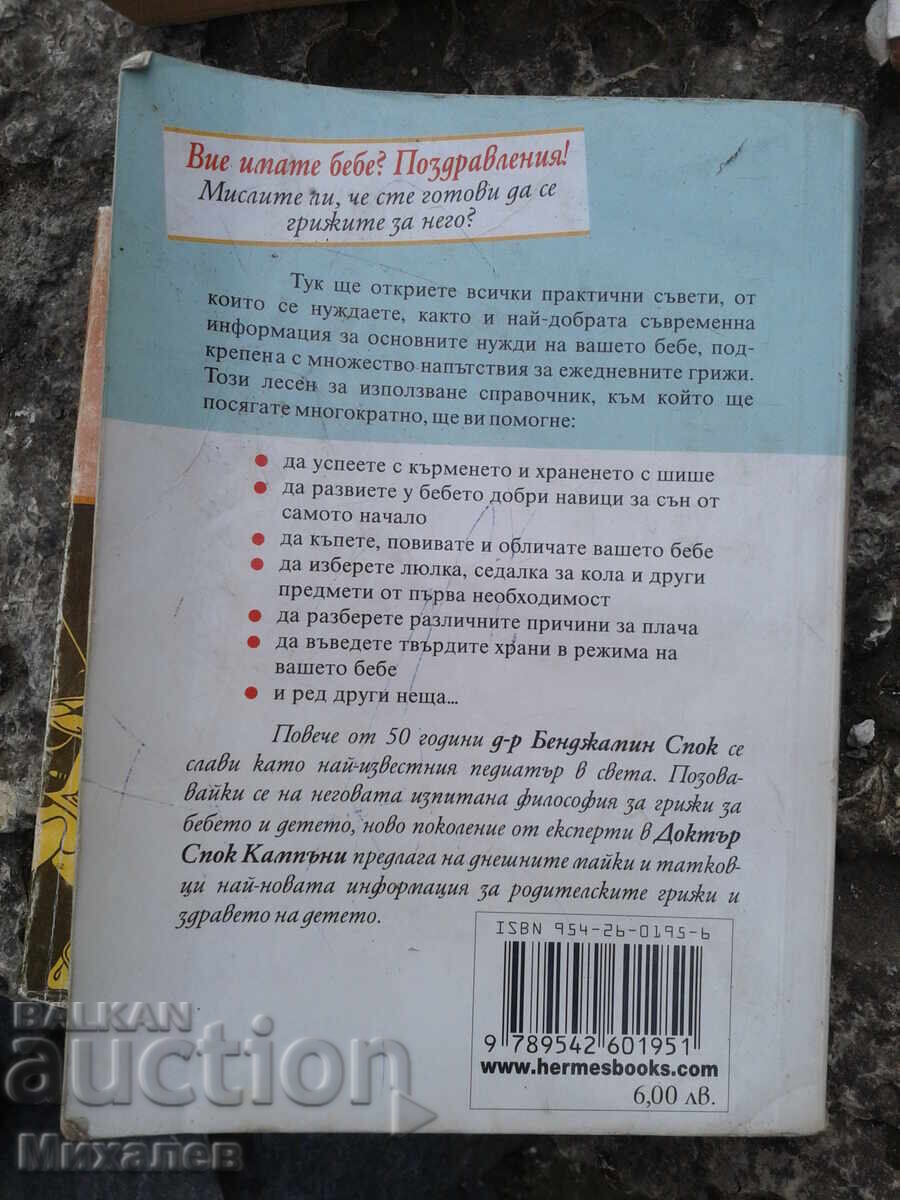 Вие имате бебе? Поздравления!
Мислите ли, че сте готови да се
грижите за него?
Тук ще откриете всички практични съвети, от
които се нуждаете, както и най-добрата съвременна
информация за основните нужди на вашето бебе, под-
крепена с множество напътствия за ежедневните грижи.
Този лесен за използване справочник, към който ще
посягате многократно, ще ви помогне:
● да успеете с кърменето и храненето с шише
● да развиете у бебето добри навици за сън от
самото начало
● да къпете, повивате и обличате вашето бебе
● да изберете люлка, седалка за кола и други
предмети от първа необходимост
● да разберете различните причини за плача
● да въведете твърдите храни в режима на
вашето бебе
● и ред други неща...
Повече от 50 години д-р Бенджамин Спок се
слави като най-известния педиатър в света. Позова-
вайки се на неговата изпитана философия за грижи за
бебето и детето, ново поколение от експерти в Доктър
Спок Кампъни предлага на днешните майки и татков-
ци най-новата информация за родителските грижи и
здравето на детето.
ISBN 954-26-0195-6
9 789542 601951
www.hermesbooks.com
6,00 лв.
BALKAN
auction
Михалев